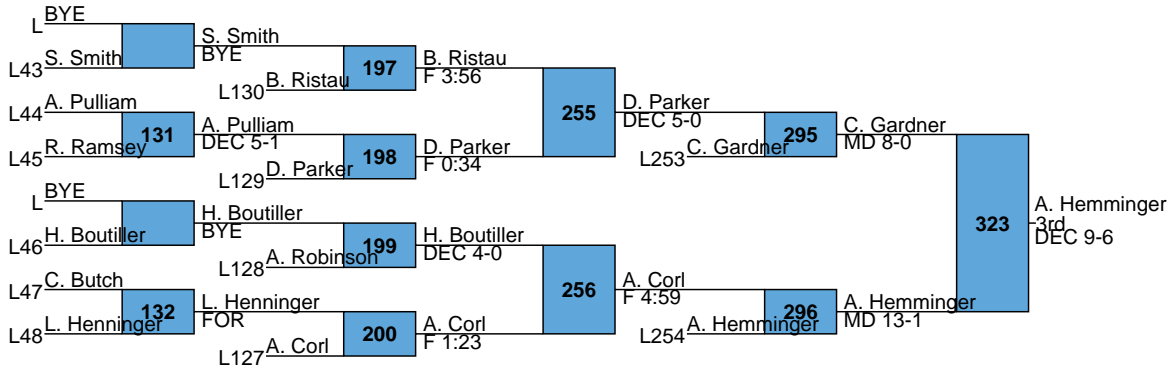 L BYE
L43 S. Smith
S. Smith
BYE
L130 B. Ristau
197
B. Ristau
F 3:56
L44 A. Pulliam
L45 R. Ramsey
131
A. Pulliam
DEC 5-1
L129 D. Parker
198
D. Parker
F 0:34
255
D. Parker
DEC 5-0
L253 C. Gardner
295
C. Gardner
MD 8-0
L BYE
L46 H. Boutiller
H. Boutiller
BYE
L128 A. Robinson
199
H. Boutiller
DEC 4-0
L47 C. Butch
L48 L. Henninger
132
L. Henninger
FOR
L127 A. Corl
200
A. Corl
F 1:23
256
A. Corl
F 4:59
L254 A. Hemminger
296
A. Hemminger
MD 13-1
323
A. Hemminger
3rd
DEC 9-6